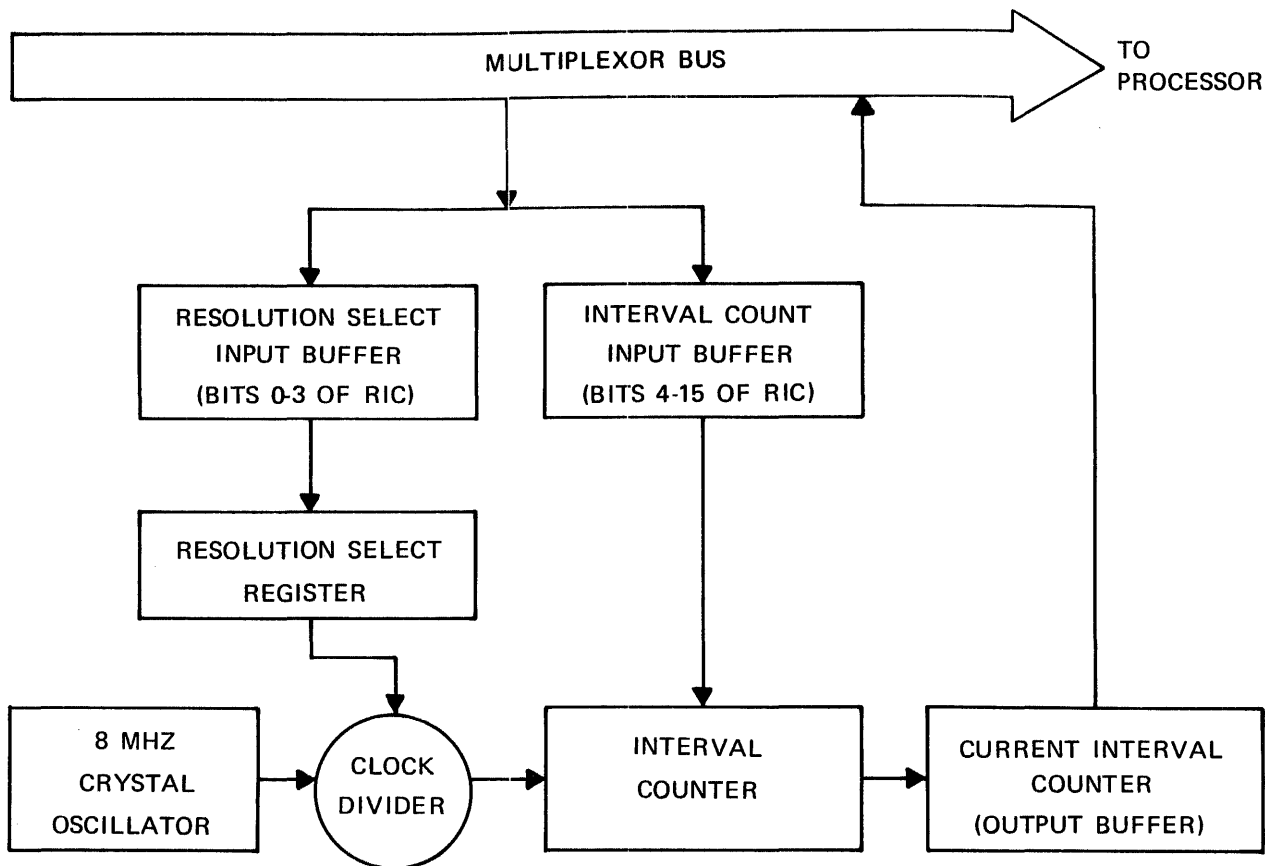 MULTIPLEXOR BUS
TO
PROCESSOR
RESOLUTION SELECT
INPUT BUFFER
(BITS 0-3 OF RIC)
INTERVAL COUNT
INPUT BUFFER
(BITS 4-15 OF RIC)
RESOLUTION SELECT
REGISTER
8 MHZ
CRYSTAL
OSCILLATOR
CLOCK
DIVIDER
INTERVAL
COUNTER
CURRENT INTERVAL
COUNTER
(OUTPUT BUFFER)